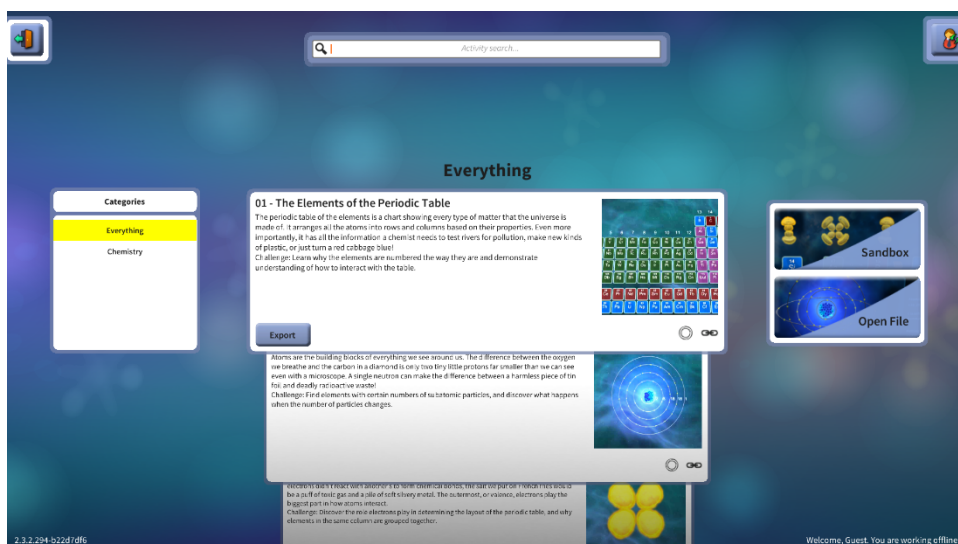 Activity search...
Everything
Categories
Everything
Chemistry
01 - The Elements of the Periodic Table
The periodic table of the elements is a chart showing every type of matter that the universe is
made of. It arranges all the atoms into rows and columns based on their properties. Even more
importantly, it has all the information a chemist needs to test rivers for pollution, make new kinds
of plastic, or just turn a red cabbage blue!
Challenge: Learn why the elements are numbered the way they are and demonstrate
understanding of how to interact with the table.
Export
Sandbox
Open File
Atoms are the building blocks of everything we see around us. The difference between the oxygen
we breathe and the carbon in a diamond is only two tiny little protons far smaller than we can see
even with a microscope. A single neutron can make the difference between a harmless piece of tin
foil and deadly radioactive waste!
Challenge: Find elements with certain numbers of subatomic particles, and discover what happens
when the number of particles changes.
be a puff of toxic gas and a pile of soft silvery metal. The outermost, or valence, electrons play the
biggest part in how atoms interact.
Challenge: Discover the role electrons play in determining the layout of the periodic table, and why
elements in the same column are grouped together.
2.3.2.294-b22d7df6
Welcome, Guest. You are working offline